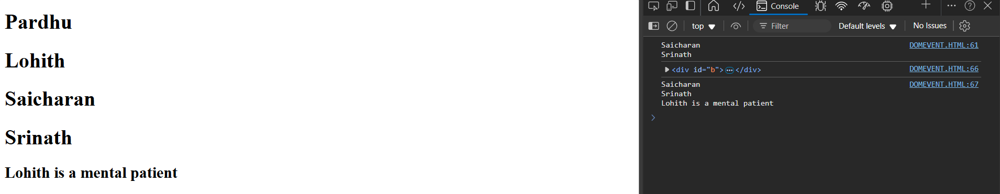 Pardhu
Lohith
Saicharan
Srinath
Lohith is a mental patient
Console
top
Filter
Default levels
No Issues
Saicharan DOMEVENT.HTML:61
Srinath
<div id="b">…</div> DOMEVENT.HTML:66
Saicharan DOMEVENT.HTML:67
Srinath
Lohith is a mental patient